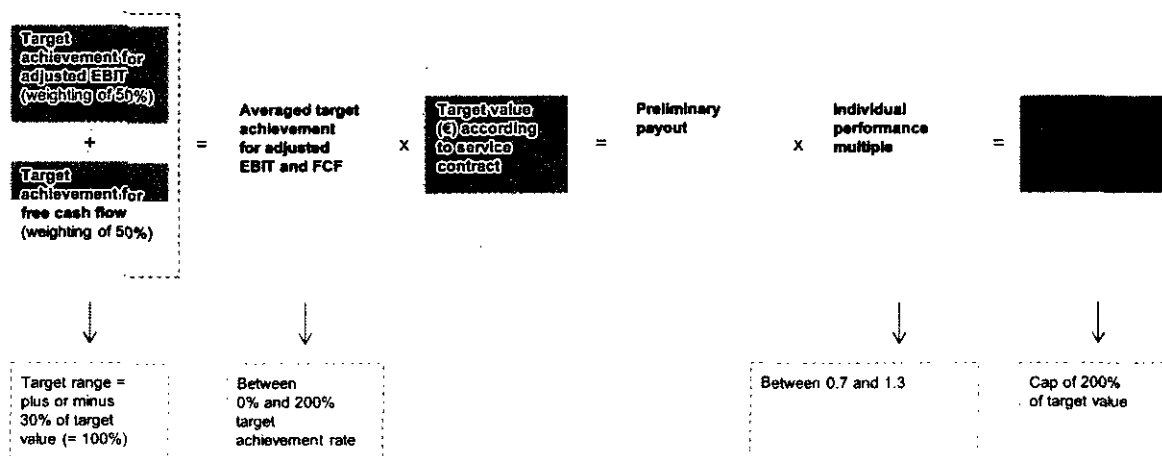 Target
achievement for
adjusted EBIT
(weighting of 50%)
+
Target
achievement for
free cash flow
(weighting of 50%)
=
Averaged target
achievement
for adjusted
EBIT and FCF
x
Target value
(€) according
to service
contract
=
Preliminary
payout
x
Individual
performance
multiple
=
Target range =
plus or minus
30% of target
value (= 100%)
Between
0% and 200%
target
achievement rate
Between 0.7 and 1.3
Cap of 200%
of target value